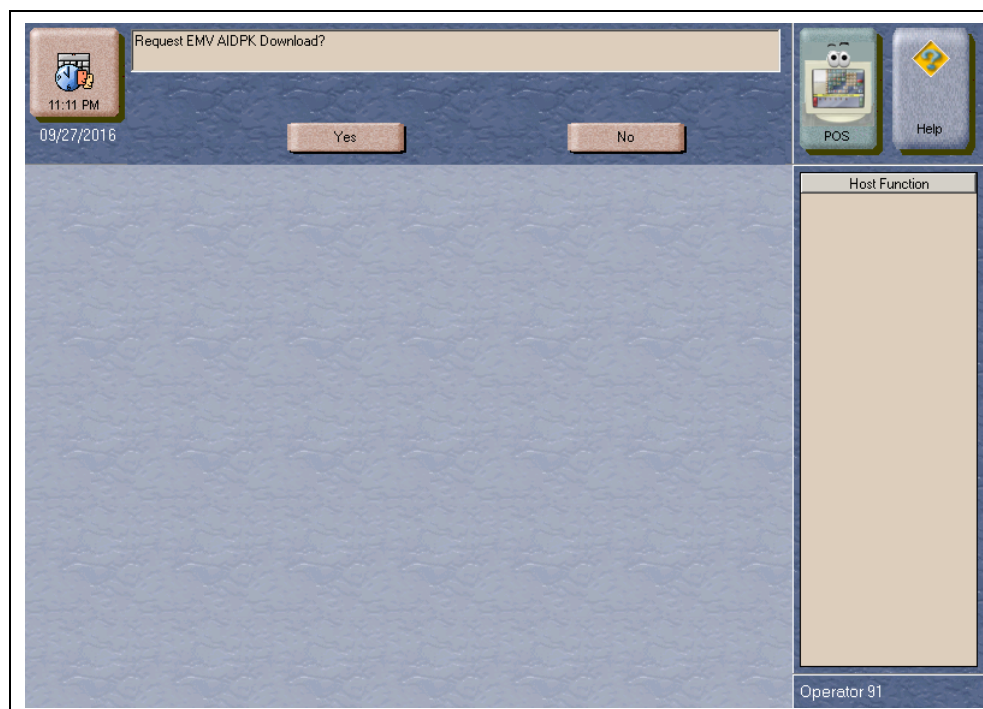 Request EMV AIDPK Download?
11:11 PM
09/27/2016
Yes
No
POS
Help
Host Function
Operator 91